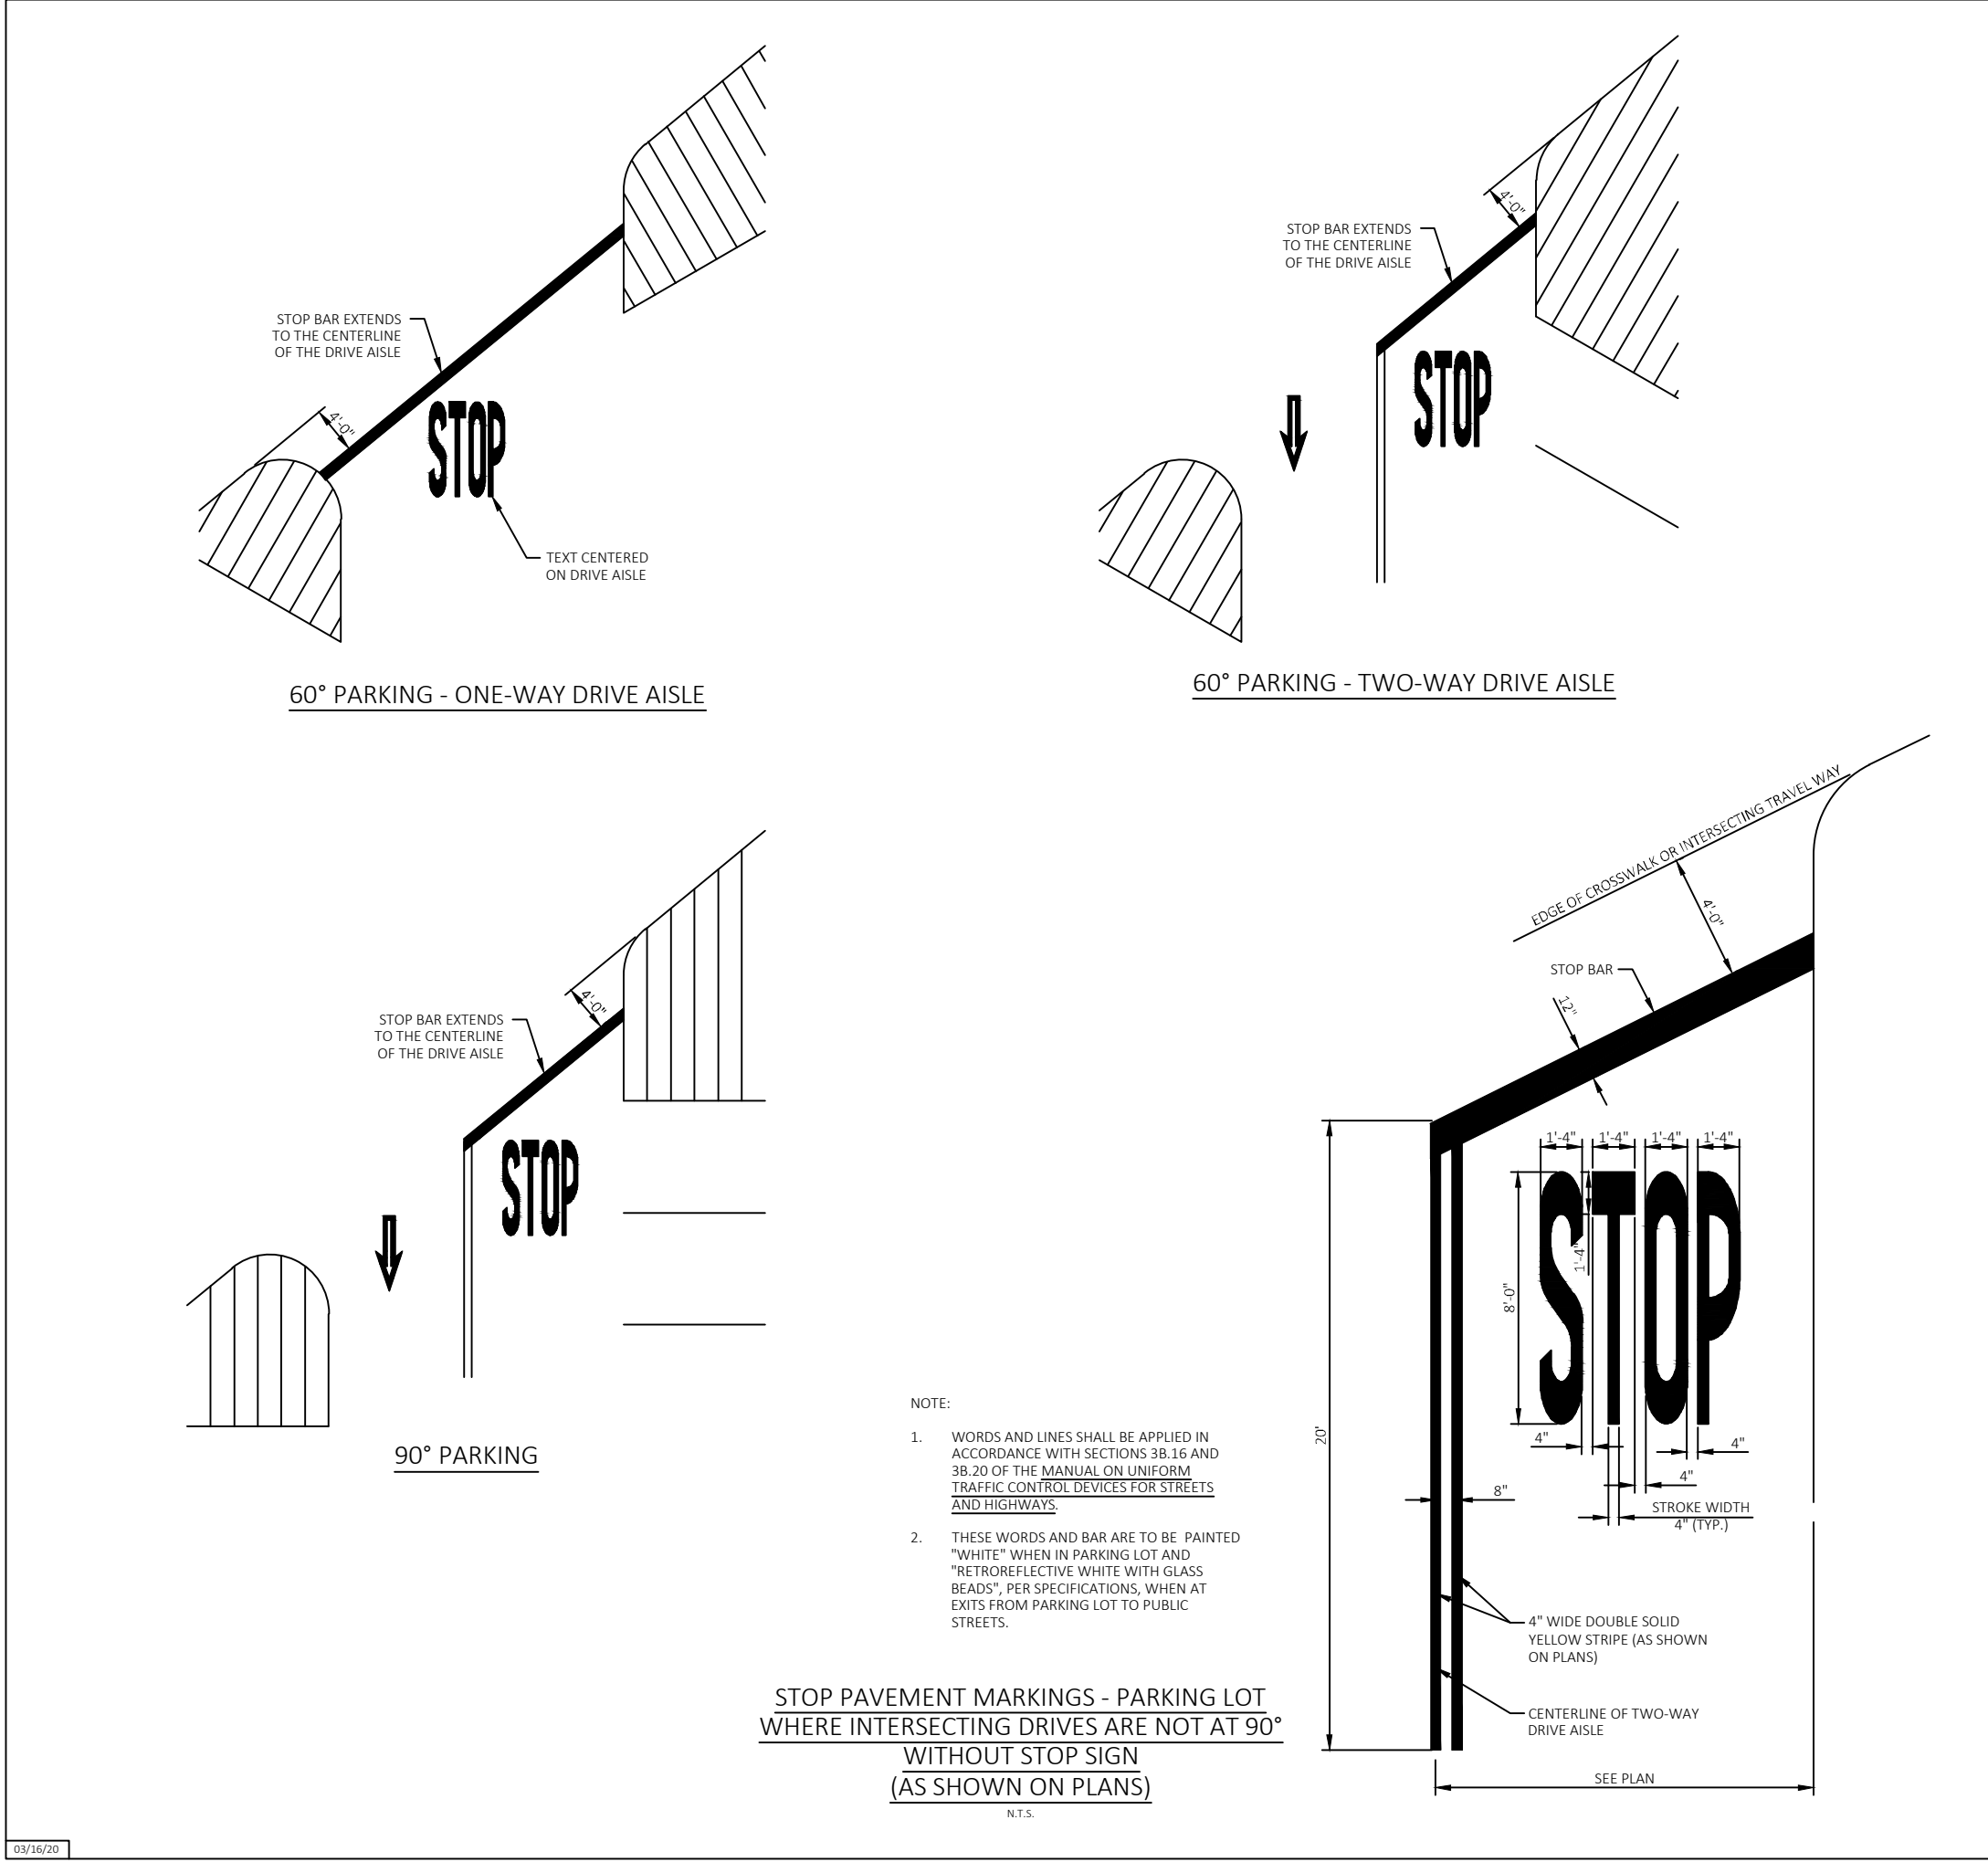 STOP BAR EXTENDS
TO THE CENTERLINE
OF THE DRIVE AISLE
4'-0"
STOP
TEXT CENTERED
ON DRIVE AISLE
60° PARKING - ONE-WAY DRIVE AISLE
4'-0"
STOP BAR EXTENDS
TO THE CENTERLINE
OF THE DRIVE AISLE
STOP
60° PARKING - TWO-WAY DRIVE AISLE
4'-0"
STOP BAR EXTENDS
TO THE CENTERLINE
OF THE DRIVE AISLE
STOP
90° PARKING
EDGE OF CROSSWALK OR INTERSECTING TRAVEL WAY
4'-0"
STOP BAR
12"
1'-4" 1'-4" 1'-4" 1'-4"
STOP
1'-4"
8'-0"
20'
4"
4"
4"
8"
STROKE WIDTH
4" (TYP.)
4" WIDE DOUBLE SOLID
YELLOW STRIPE (AS SHOWN
ON PLANS)
CENTERLINE OF TWO-WAY
DRIVE AISLE
SEE PLAN
NOTE:
1. WORDS AND LINES SHALL BE APPLIED IN
ACCORDANCE WITH SECTIONS 3B.16 AND
3B.20 OF THE MANUAL ON UNIFORM
TRAFFIC CONTROL DEVICES FOR STREETS
AND HIGHWAYS.
2. THESE WORDS AND BAR ARE TO BE PAINTED
"WHITE" WHEN IN PARKING LOT AND
"RETROREFLECTIVE WHITE WITH GLASS
BEADS", PER SPECIFICATIONS, WHEN AT
EXITS FROM PARKING LOT TO PUBLIC
STREETS.
STOP PAVEMENT MARKINGS - PARKING LOT
WHERE INTERSECTING DRIVES ARE NOT AT 90°
WITHOUT STOP SIGN
(AS SHOWN ON PLANS)
N.T.S.
03/16/20